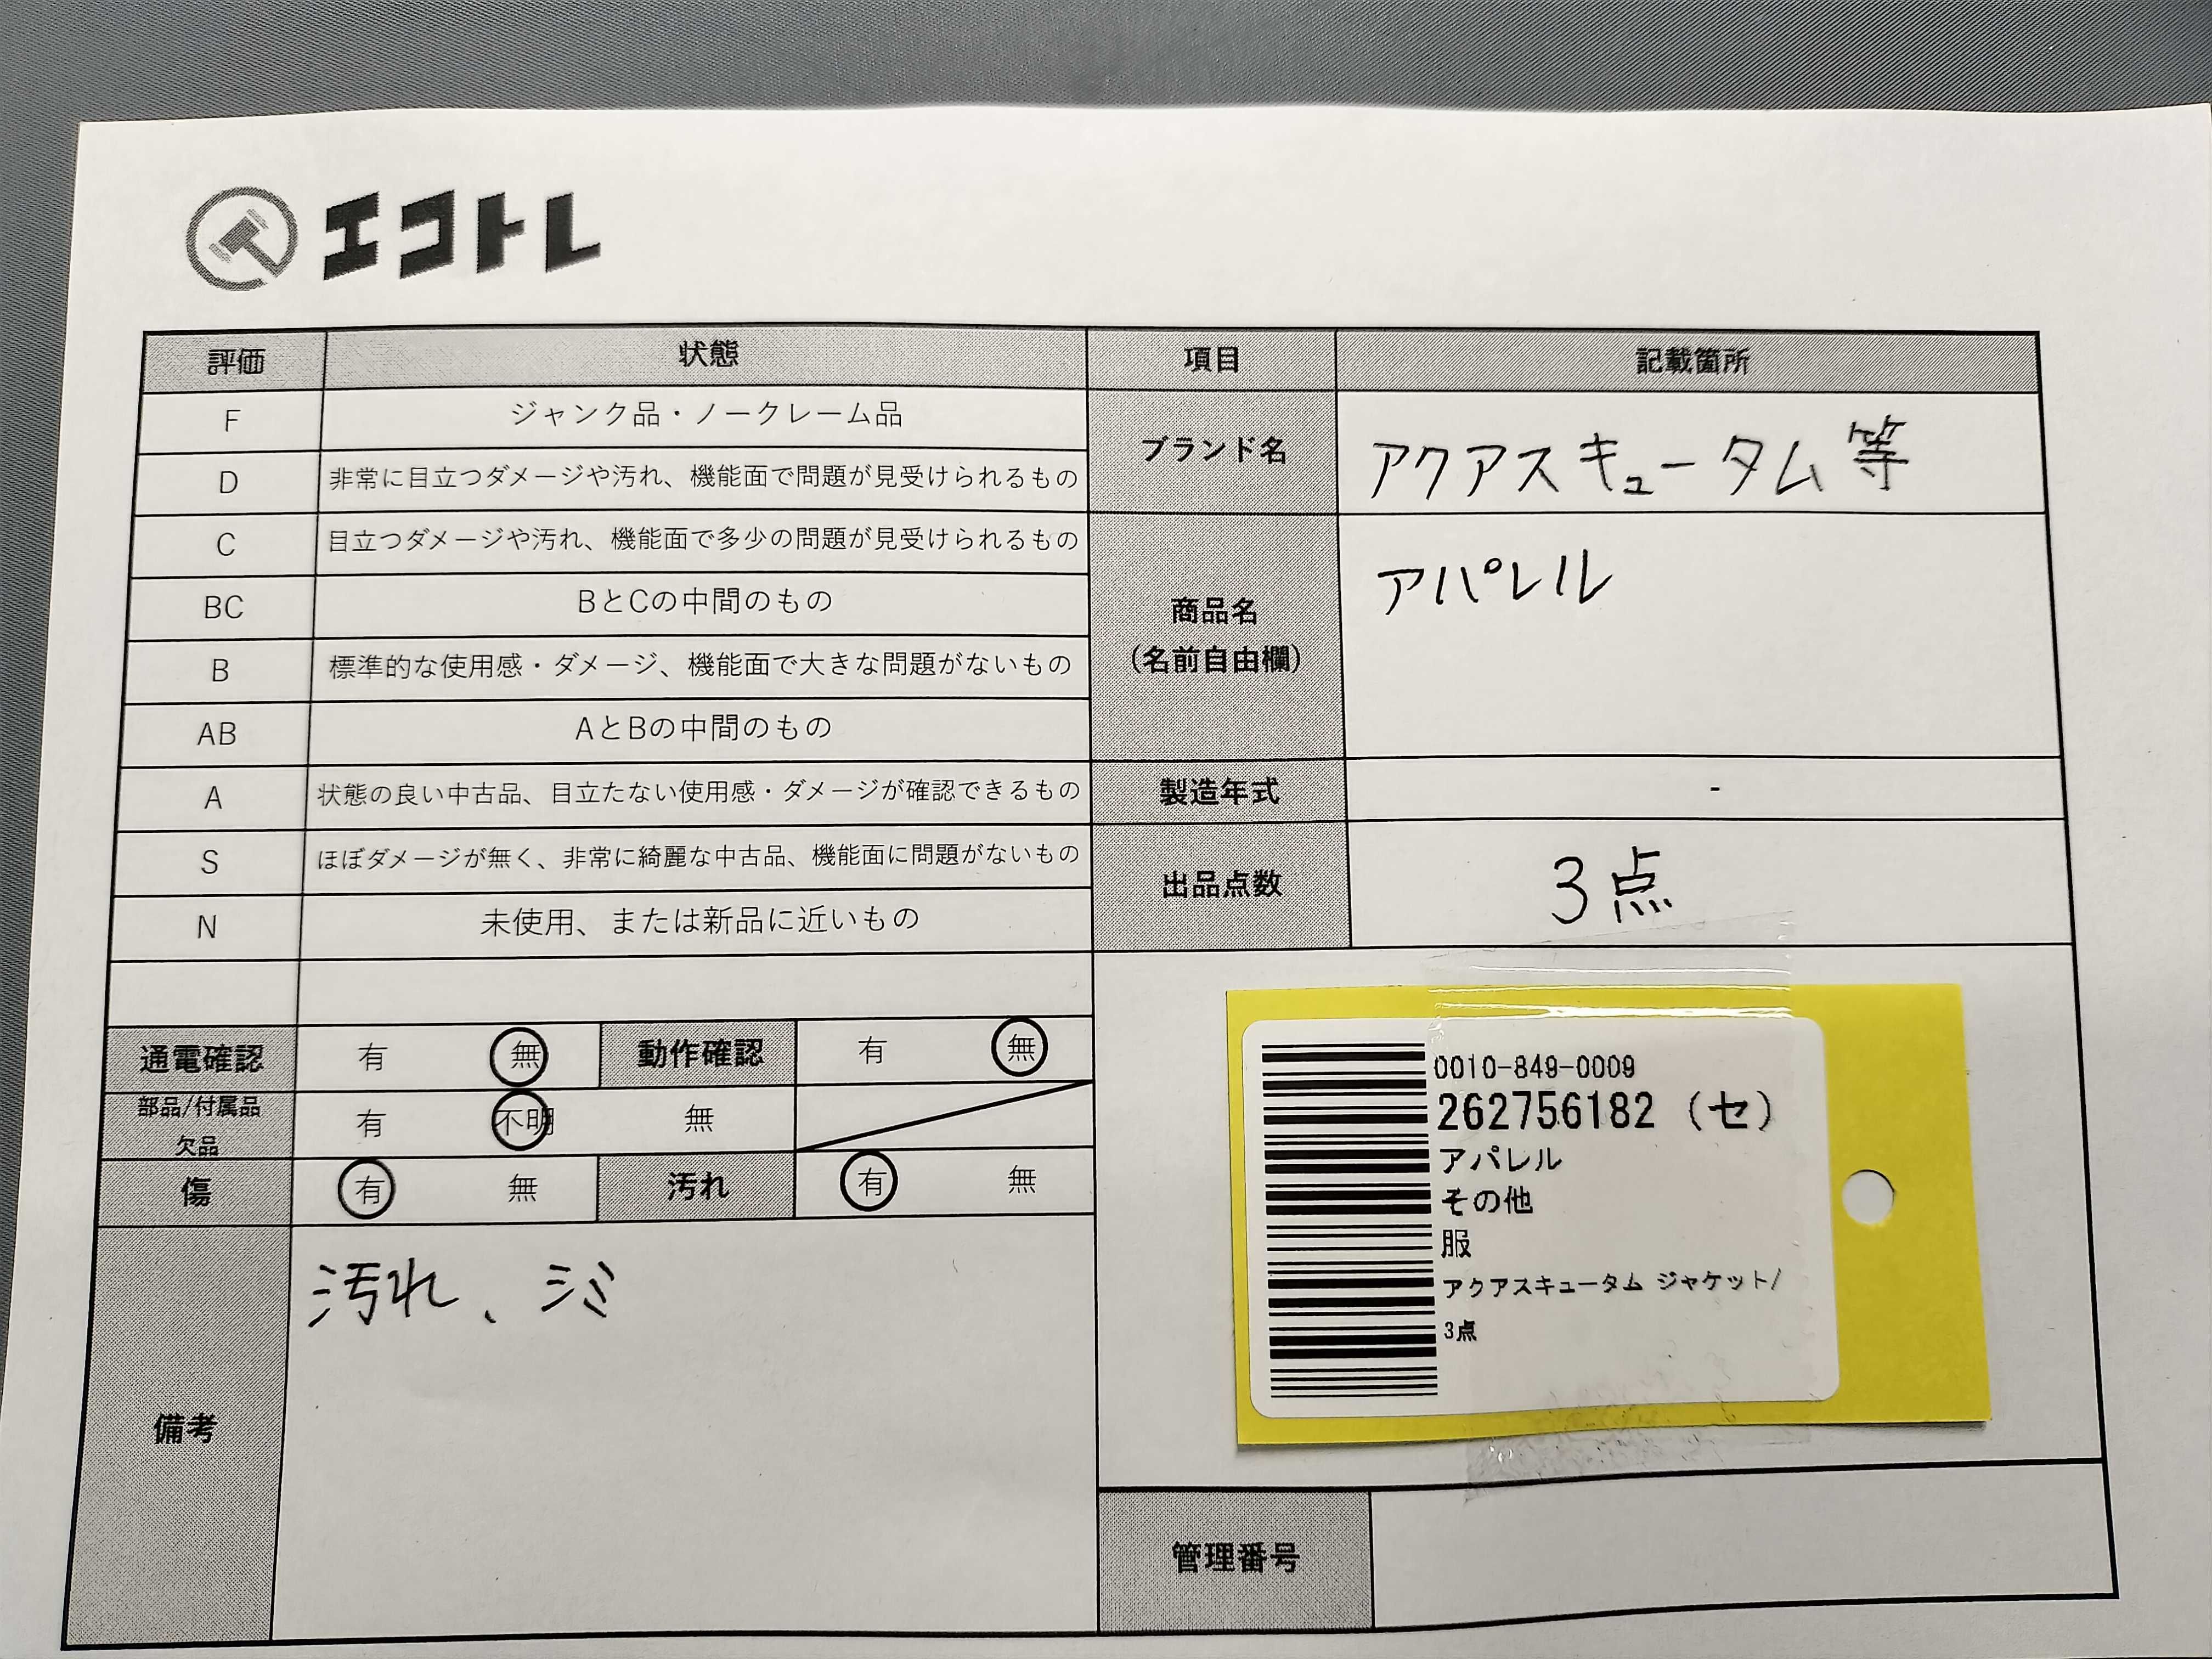 エコトレ
評価 状態 項目 記載箇所
F ジャンク品・ノークレーム品
D 非常に目立つダメージや汚れ、機能面で問題が見受けられるもの
ブランド名 アクアスキュータム等
C 目立つダメージや汚れ、機能面で多少の問題が見受けられるもの
BC BとCの中間のもの
B 標準的な使用感・ダメージ、機能面で大きな問題がないもの
AB AとBの中間のもの
商品名
(名前自由欄)
アパレル
A 状態の良い中古品、目立たない使用感・ダメージが確認できるもの
製造年式 -
S ほぼダメージが無く、非常に綺麗な中古品、機能面に問題がないもの
N 未使用、または新品に近いもの
出品点数 3点
通電確認 有 無 動作確認 有 無
部品/付属品
欠品
有 不明 無
傷 有 無 汚れ 有 無
備考 汚れ、シミ
0010-849-0009
262756182 (セ)
アパレル
その他
服
アクアスキュータム ジャケット/
3点
管理番号